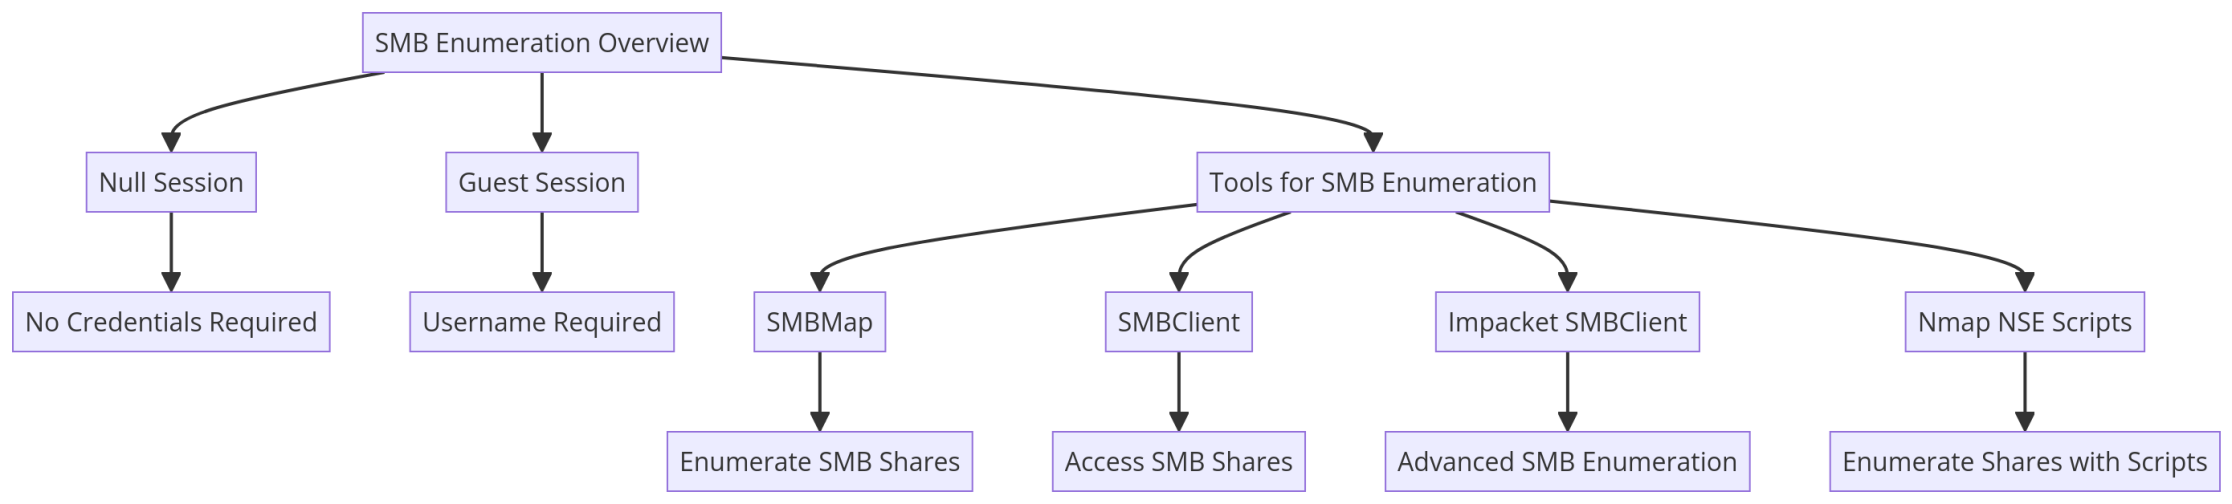 SMB Enumeration Overview
Null Session
Guest Session
Tools for SMB Enumeration
No Credentials Required
Username Required
SMBMap
SMBClient
Impacket SMBClient
Nmap NSE Scripts
Enumerate SMB Shares
Access SMB Shares
Advanced SMB Enumeration
Enumerate Shares with Scripts